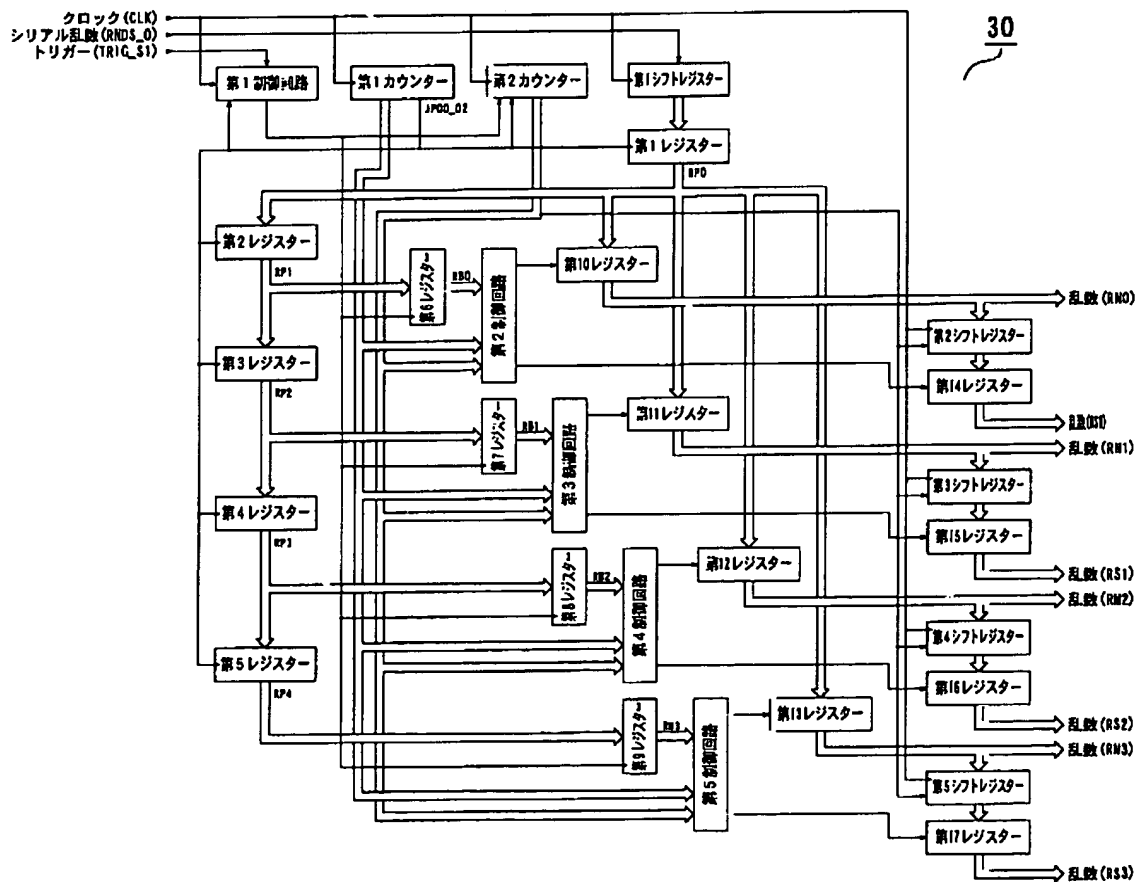 クロック(CLK)
シリアル乱数(RNDS_0)
トリガー(TRIG_S1)
30
第1制御回路
第1カウンター
第2カウンター
第1シフトレジスター
第1レジスター
RP0
第2レジスター
RP1
第6レジスター
RB0
第2制御回路
第10レジスター
乱数(RM0)
第2シフトレジスター
第14レジスター
第3レジスター
RP2
第7レジスター
RB1
第3制御回路
第11レジスター
乱数(RM1)
第3シフトレジスター
第15レジスター
乱数(RS1)
第4レジスター
RP3
第8レジスター
第4制御回路
第12レジスター
乱数(RM2)
第4シフトレジスター
第16レジスター
乱数(RS2)
第5レジスター
RP4
第9レジスター
第5制御回路
第13レジスター
乱数(RM3)
第5シフトレジスター
第17レジスター
乱数(RS3)